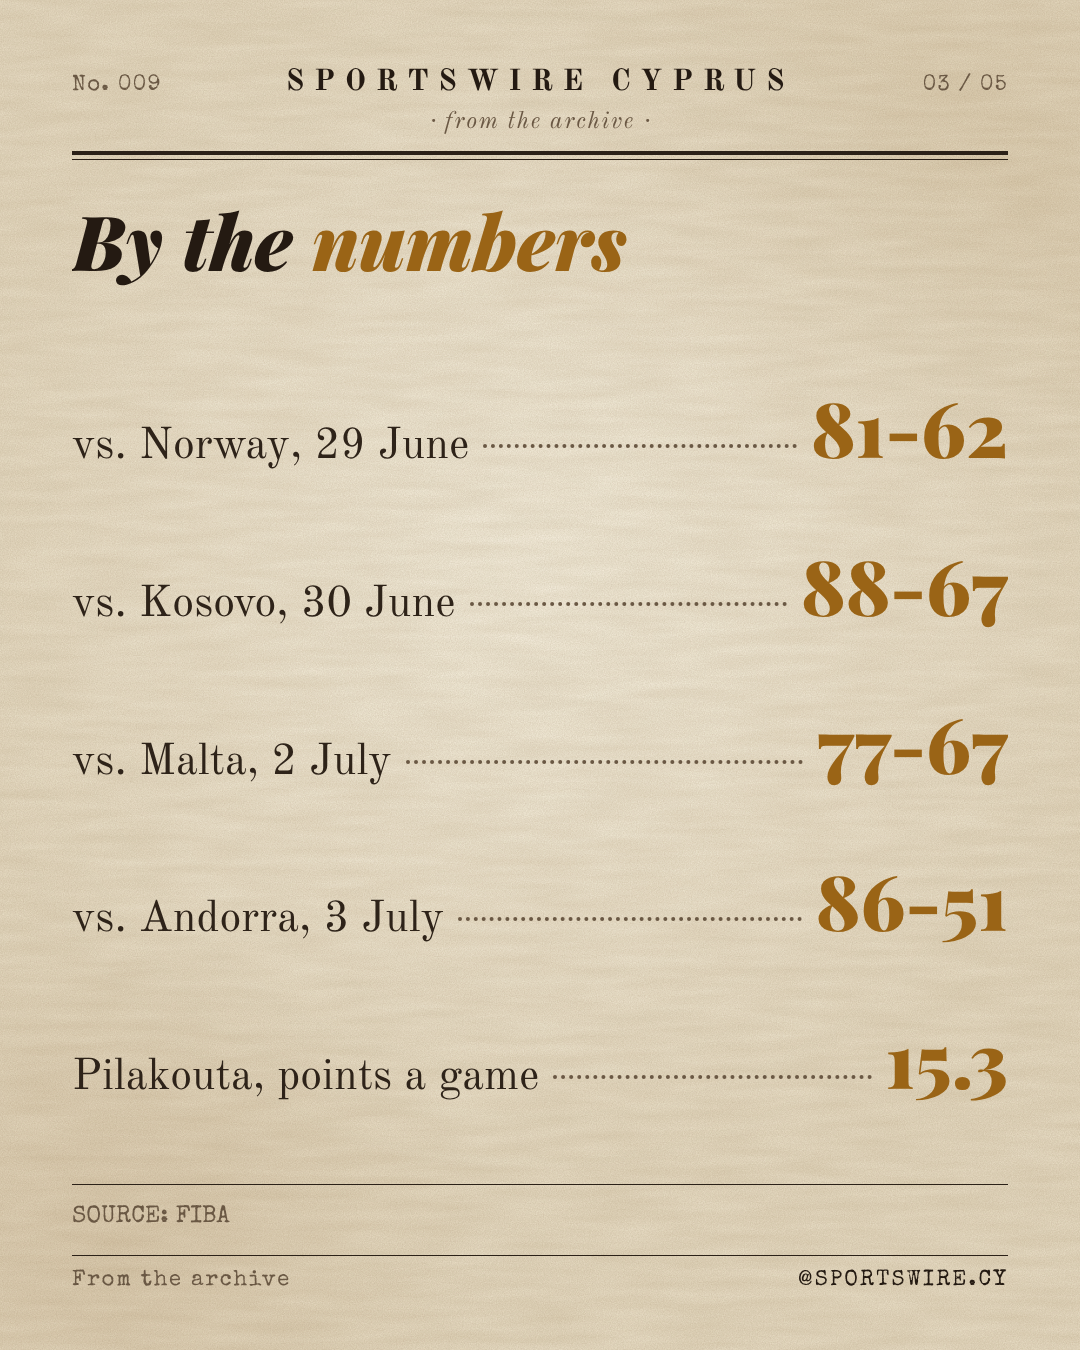 No. 009
SPORTSWIRE CYPRUS
03 / 05
· from the archive ·
By the numbers
vs. Norway, 29 June 81–62
vs. Kosovo, 30 June 88–67
vs. Malta, 2 July 77–67
vs. Andorra, 3 July 86–51
Pilakouta, points a game 15.3
SOURCE: FIBA
From the archive
@SPORTSWIRE.CY